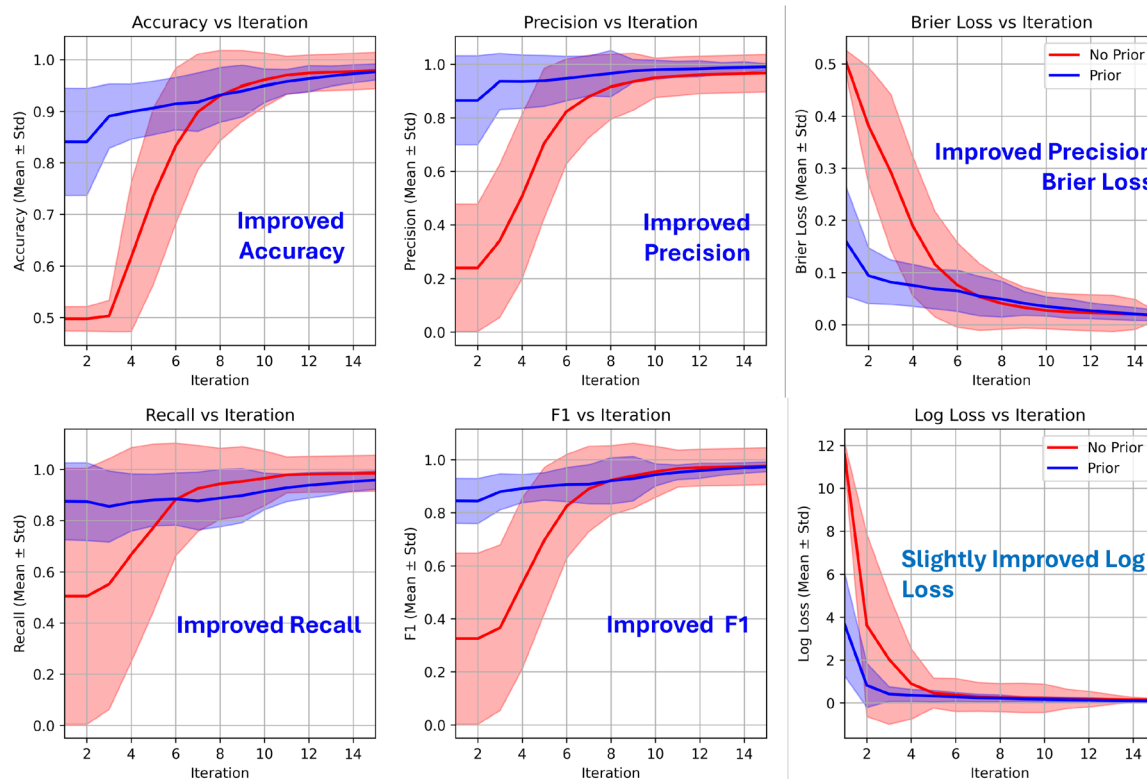 Accuracy vs Iteration
Accuracy (Mean ± Std)
1.0
0.9
0.8
0.7
0.6
0.5
Improved
Accuracy
2 4 6 8 10 12 14
Iteration
Precision vs Iteration
Precision (Mean ± Std)
1.0
0.8
0.6
0.4
0.2
0.0
Improved
Precision
2 4 6 8 10 12 14
Iteration
Brier Loss vs Iteration
No Prior
Prior
Brier Loss (Mean ± Std)
0.5
0.4
0.3
0.2
0.1
0.0
Improved Precision
Brier Loss
2 4 6 8 10 12 14
Iteration
Recall vs Iteration
Recall (Mean ± Std)
1.0
0.8
0.6
0.4
0.2
0.0
Improved Recall
2 4 6 8 10 12 14
Iteration
F1 vs Iteration
F1 (Mean ± Std)
1.0
0.8
0.6
0.4
0.2
0.0
Improved F1
2 4 6 8 10 12 14
Iteration
Log Loss vs Iteration
No Prior
Prior
Log Loss (Mean ± Std)
12
10
8
6
4
2
0
Slightly Improved Log
Loss
2 4 6 8 10 12 14
Iteration